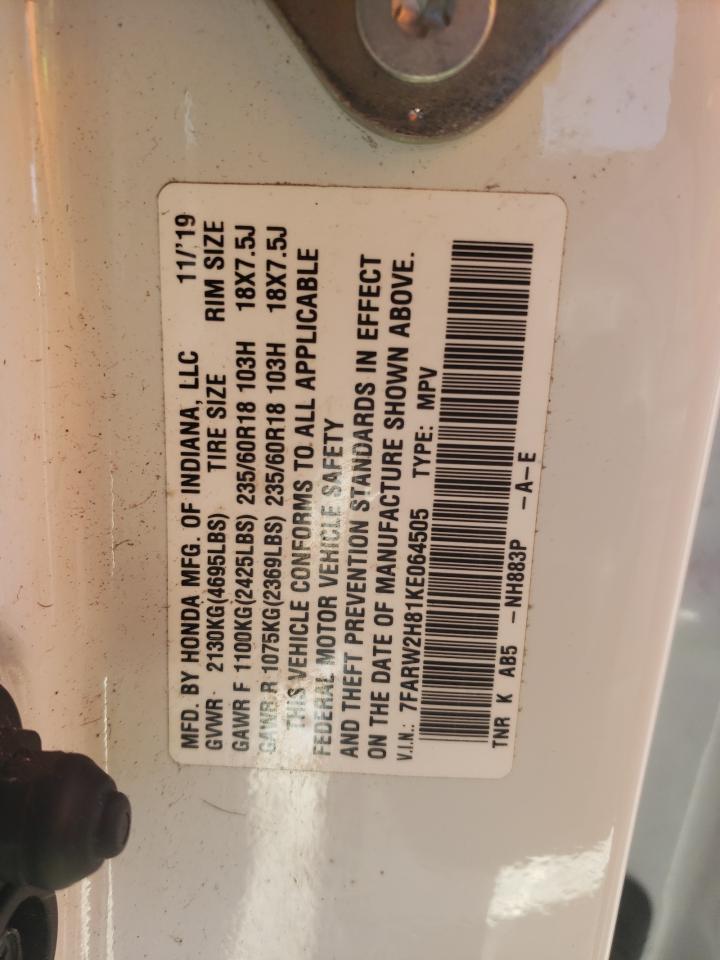 MFD. BY HONDA MFG. OF INDIANA, LLC 11/'19
GVWR 2130KG(4695LBS) TIRE SIZE RIM SIZE
GAWR F 1100KG(2425LBS) 235/60R18 103H 18X7.5J
GAWR R 1075KG(2369LBS) 235/60R18 103H 18X7.5J
THIS VEHICLE CONFORMS TO ALL APPLICABLE
FEDERAL MOTOR VEHICLE SAFETY
AND THEFT PREVENTION STANDARDS IN EFFECT
ON THE DATE OF MANUFACTURE SHOWN ABOVE.
V.I.N.: 7FARW2H81KE064505 TYPE: MPV
TNR K AB5 -NH883P -A-E